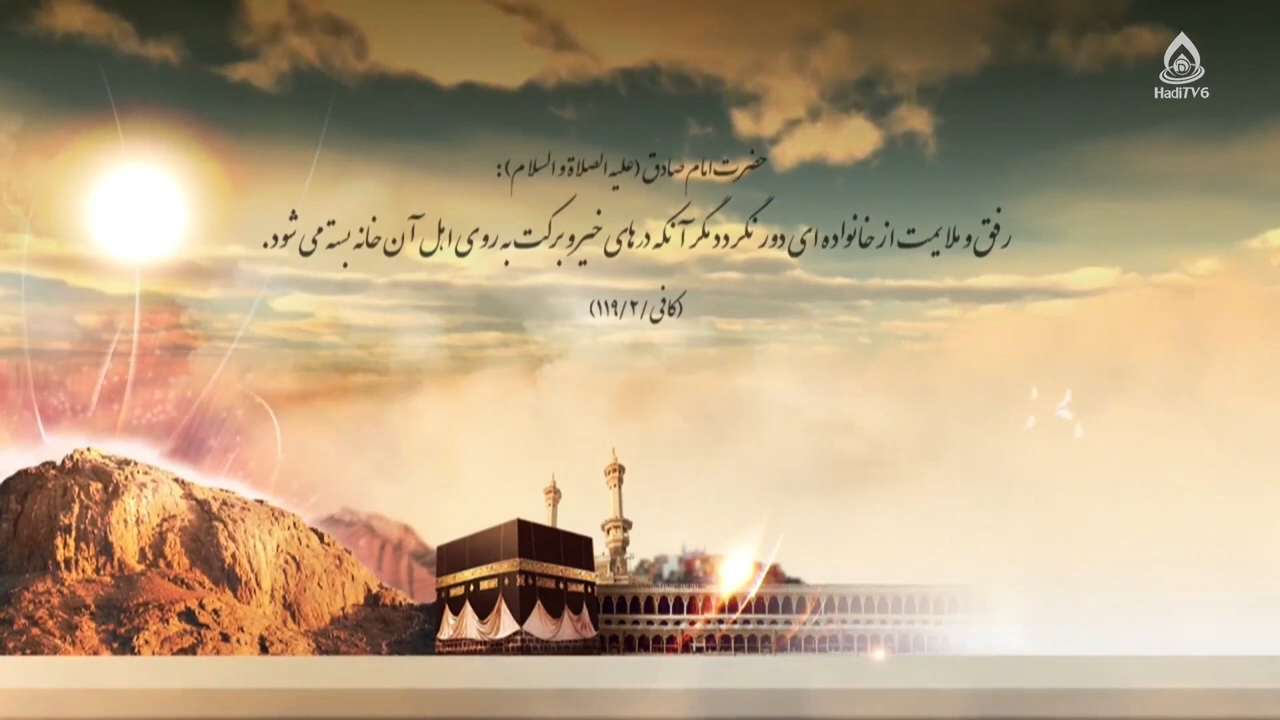 HadiTV6
حضرت امام صادق (علیه الصلاة و السلام):
رفق و ملایمت از خانواده ای دور نگردد مگر آنکه درهای خیر و برکت به روی اهل آن خانه بسته می شود.
(کافی/۲/۱۱۹)